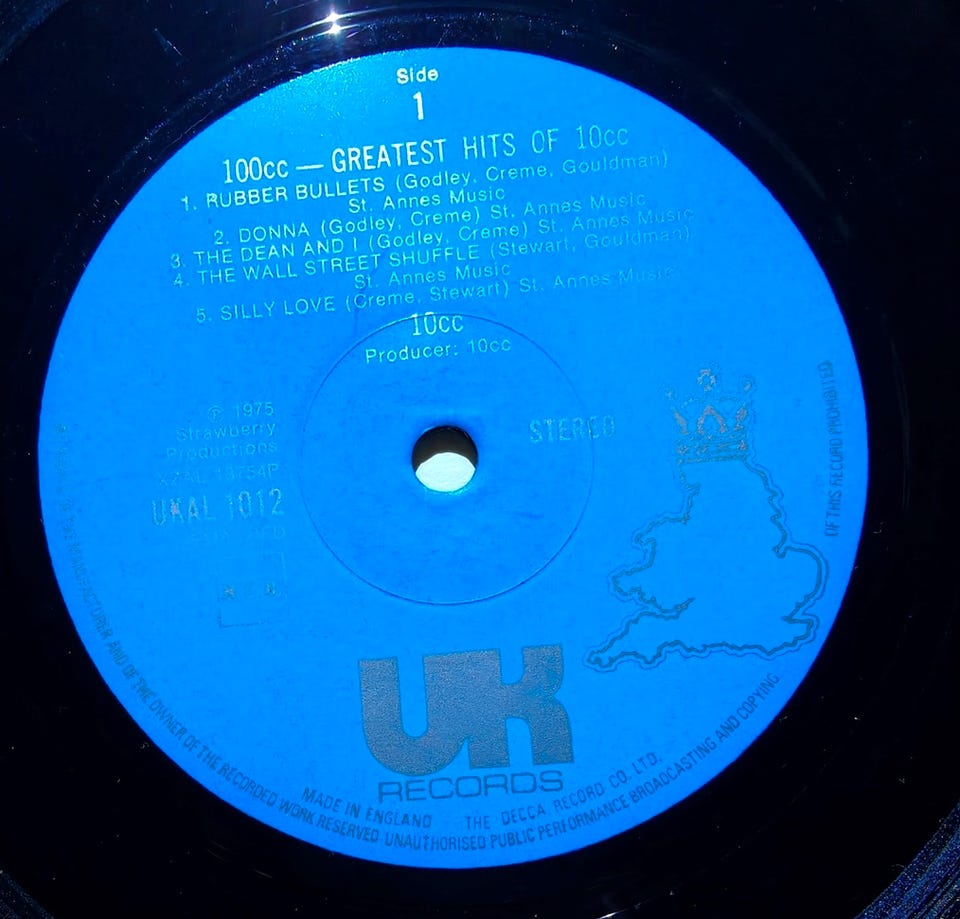 Side
1
100cc — GREATEST HITS OF 10cc
1. RUBBER BULLETS (Godley, Creme, Gouldman)
St. Annes Music
2. DONNA (Godley, Creme) St. Annes Music
3. THE DEAN AND I (Godley, Creme) St. Annes Music
4. THE WALL STREET SHUFFLE (Stewart, Gouldman)
St. Annes Music
5. SILLY LOVE (Creme, Stewart) St. Annes Music
10cc
Producer: 10cc
℗ 1975
Strawberry
Productions
XZAL 13754P
UKAL 1012
STEREO
UK
RECORDS
MADE IN ENGLAND THE DECCA RECORD CO. LTD.
OF THE MANUFACTURER AND OF THE OWNER OF THE RECORDED WORK RESERVED UNAUTHORISED PUBLIC PERFORMANCE BROADCASTING AND COPYING OF THIS RECORD PROHIBITED